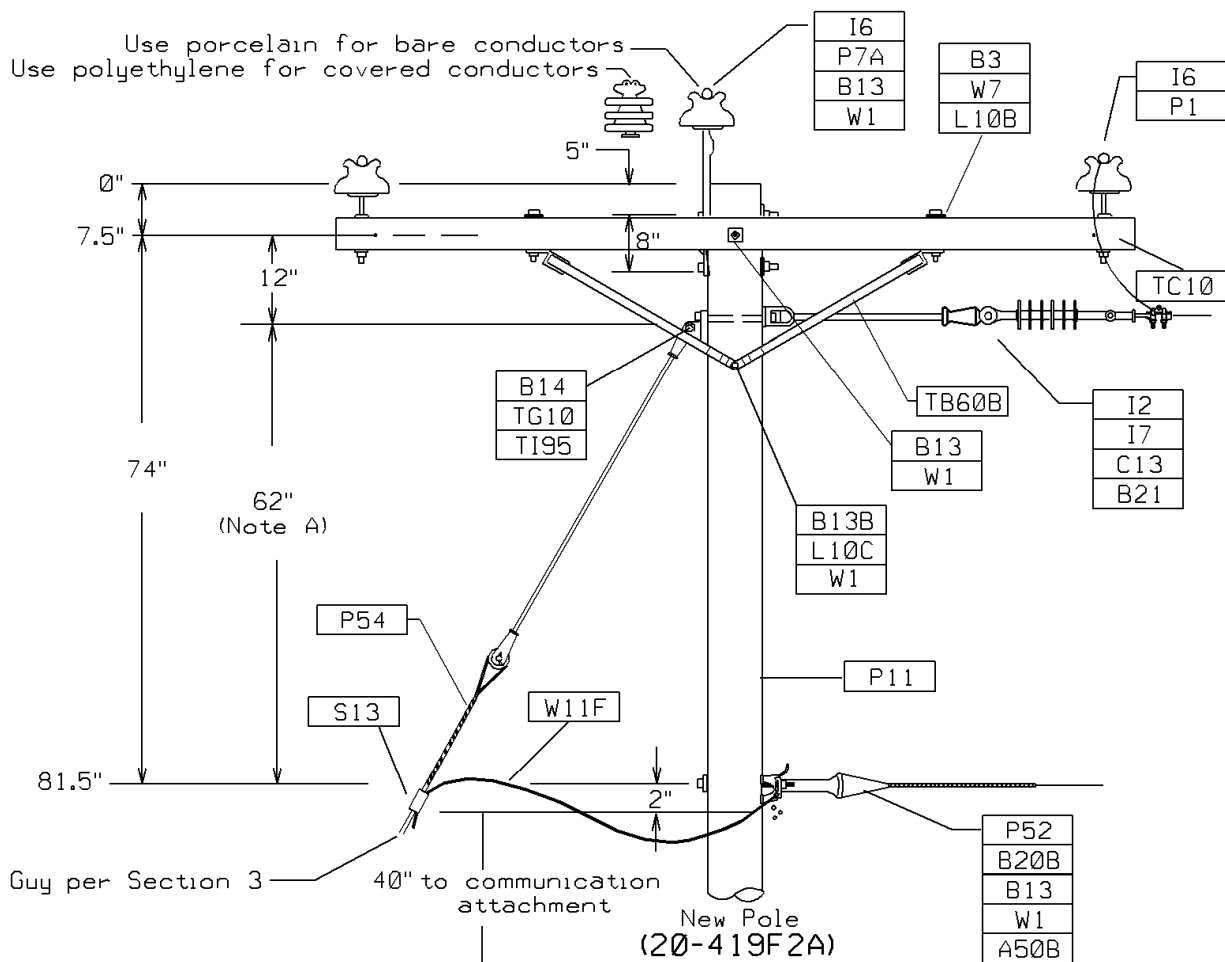 Use porcelain for bare conductors
Use polyethylene for covered conductors
I6
P7A
B13
W1
B3
W7
L10B
I6
P1
5"
0"
7.5"
8"
12"
TC10
B14
TG10
TI95
TB60B
I2
I7
C13
B21
B13
W1
74"
62"
(Note A)
B13B
L10C
W1
P54
P11
S13
W11F
81.5"
2"
P52
B20B
B13
W1
A50B
Guy per Section 3
40" to communication
attachment
New Pole
(20-419F2A)